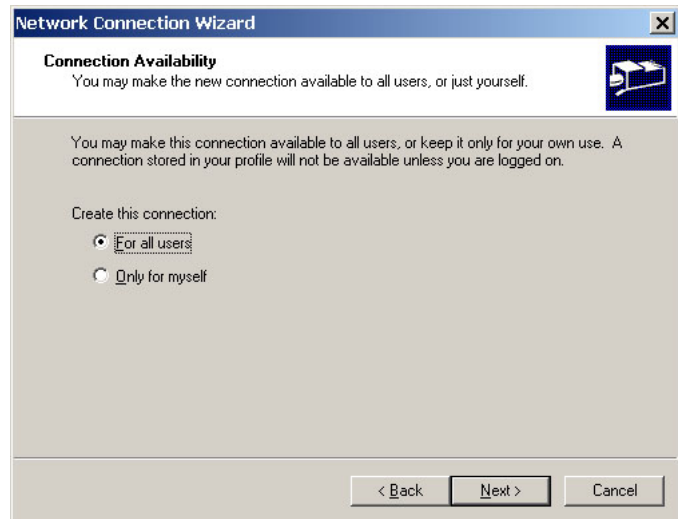 Network Connection Wizard
Connection Availability
You may make the new connection available to all users, or just yourself.
You may make this connection available to all users, or keep it only for your own use. A
connection stored in your profile will not be available unless you are logged on.
Create this connection:
For all users
Only for myself
< Back
Next >
Cancel